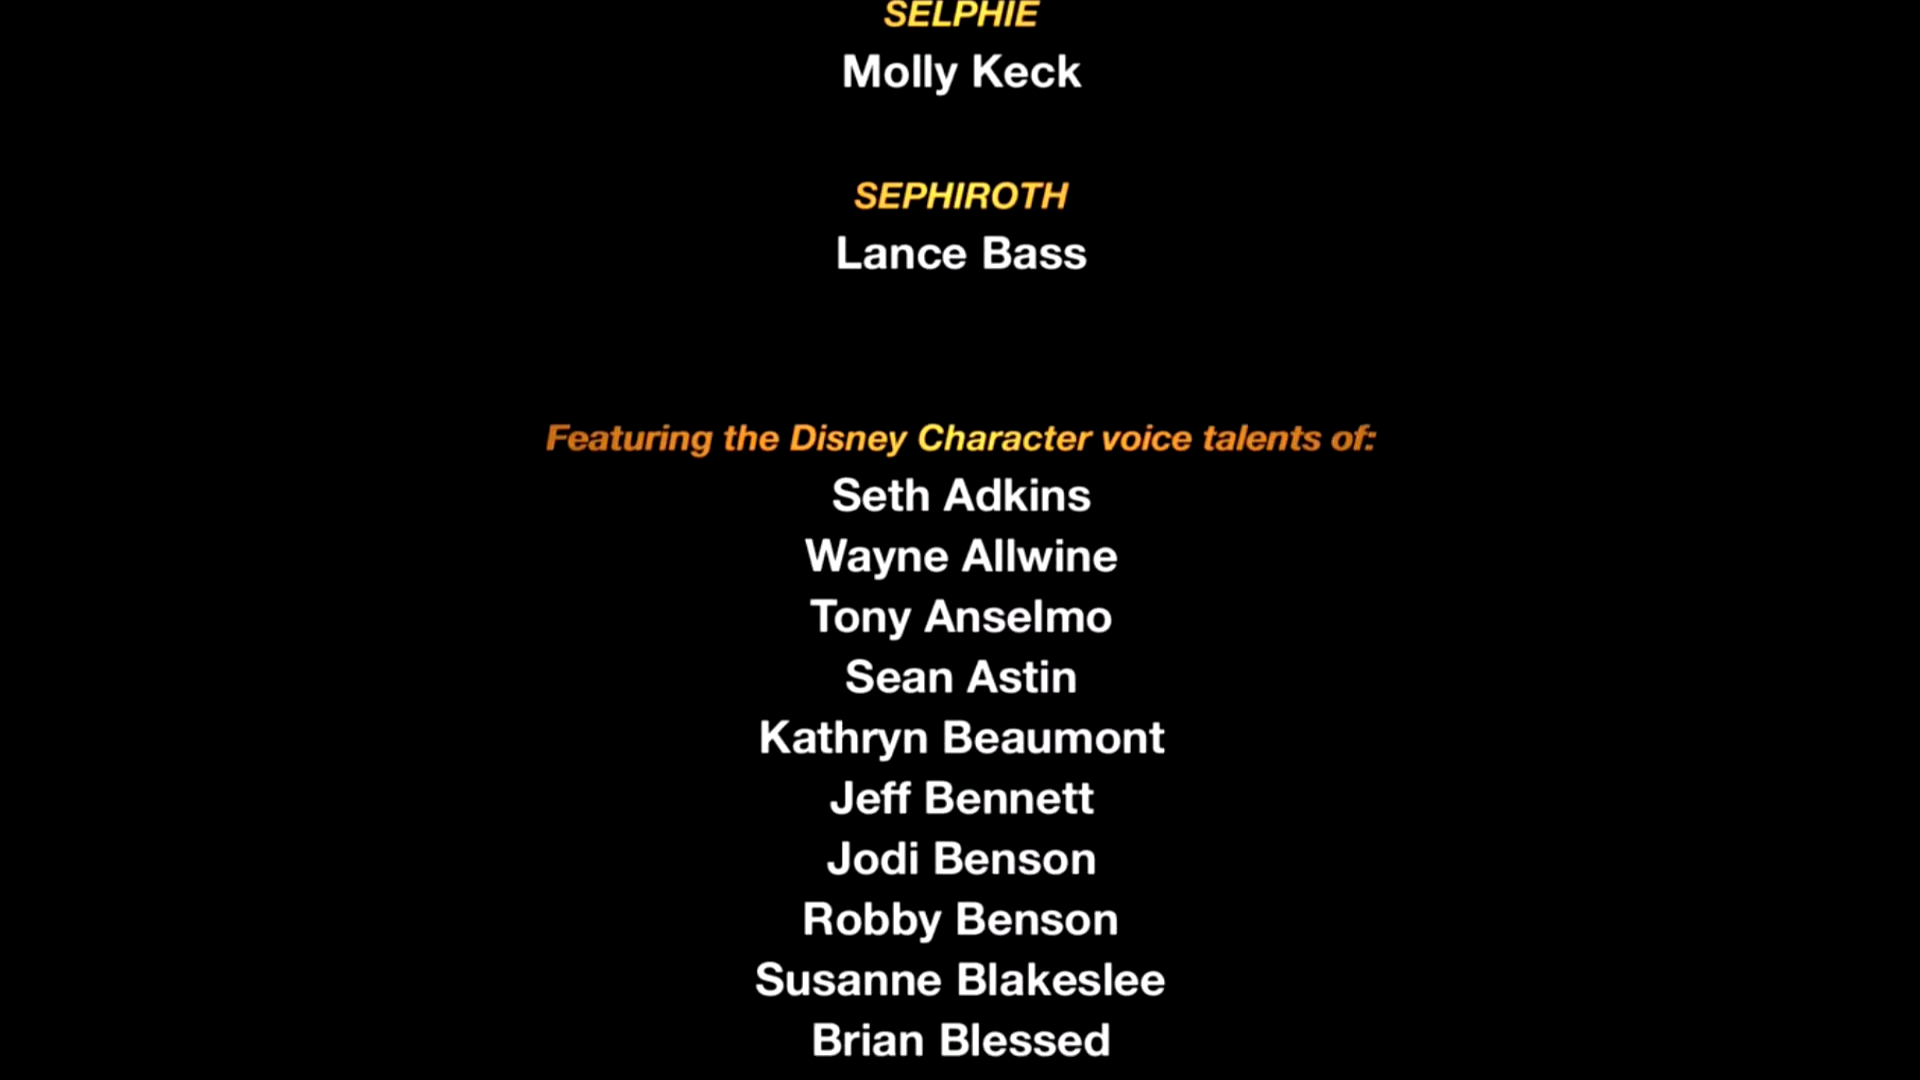 SELPHIE
Molly Keck
SEPHIROTH
Lance Bass
Featuring the Disney Character voice talents of:
Seth Adkins
Wayne Allwine
Tony Anselmo
Sean Astin
Kathryn Beaumont
Jeff Bennett
Jodi Benson
Robby Benson
Susanne Blakeslee
Brian Blessed